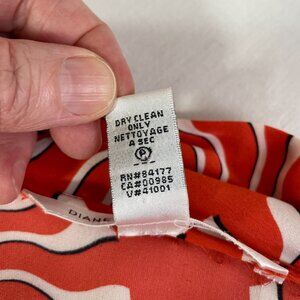 DRY CLEAN
ONLY
NETTOYAGE
A SEC
P
RN#84177
CA#00985
V#41001
DIANE